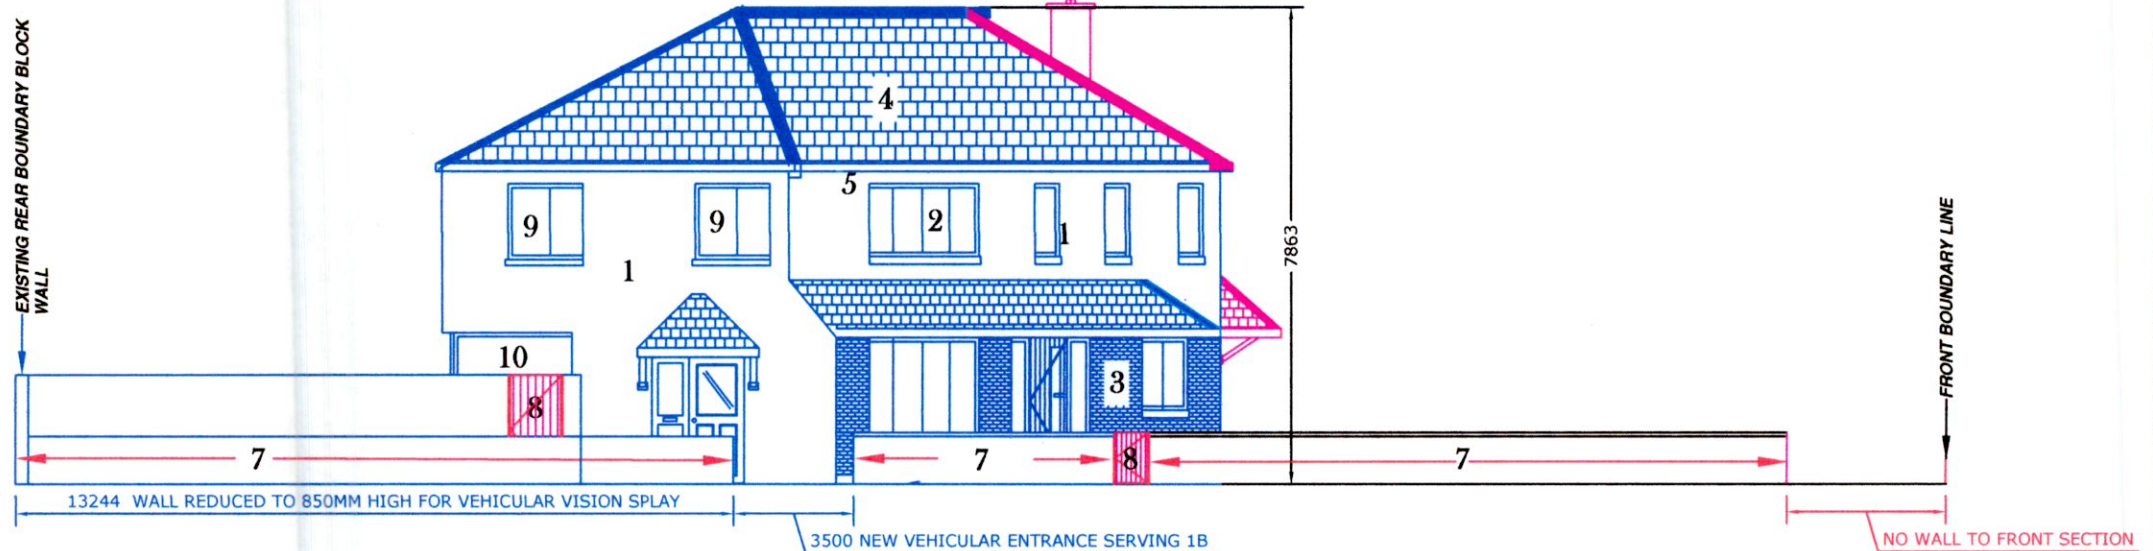 EXISTING REAR BOUNDARY BLOCK
WALL
4
5
9
9
2
1
1
7863
FRONT BOUNDARY LINE
10
3
8
7
7
8
7
13244 WALL REDUCED TO 850MM HIGH FOR VEHICULAR VISION SPLAY
3500 NEW VEHICULAR ENTRANCE SERVING 1B
NO WALL TO FRONT SECTION